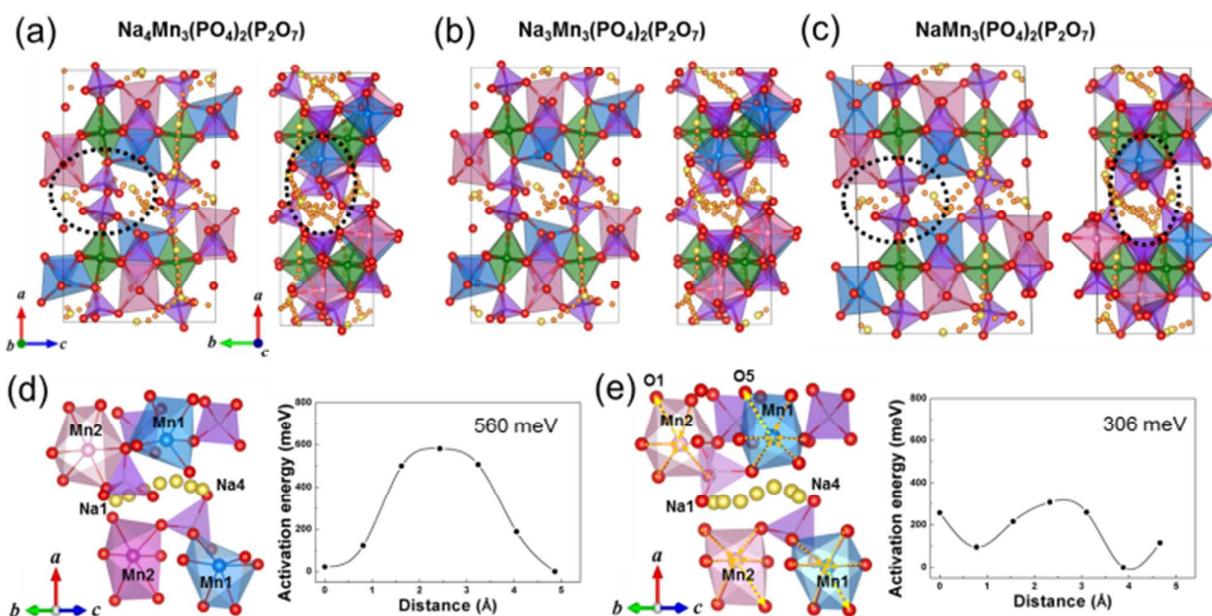 (a) Na₄Mn₃(PO₄)₂(P₂O₇)
(b) Na₃Mn₃(PO₄)₂(P₂O₇)
(c) NaMn₃(PO₄)₂(P₂O₇)
a
b
c
a
b
c
(d)
Mn2
Mn1
Na1
Na4
Mn2
Mn1
a
b
c
Activation energy (meV)
800
600
400
200
0
560 meV
0 1 2 3 4 5
Distance (Å)
(e)
O1
O5
Mn2
Mn1
Na1
Na4
Mn2
Mn1
a
b
c
Activation energy (meV)
800
600
400
200
0
306 meV
0 1 2 3 4 5
Distance (Å)